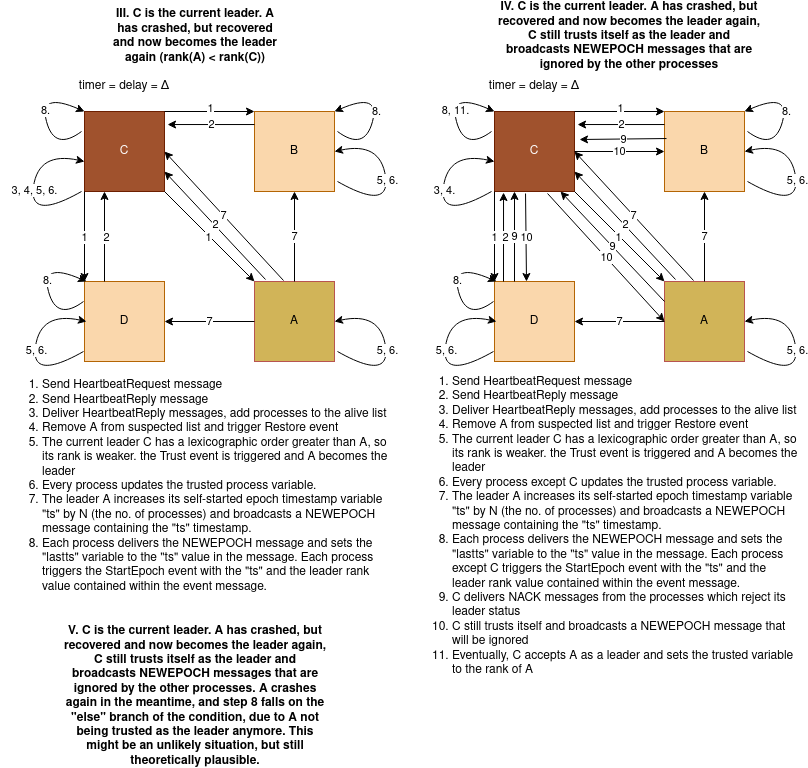 III. C is the current leader. A
has crashed, but recovered
and now becomes the leader
again (rank(A) < rank(C))
timer = delay = Δ
8.
1
2
8.
C
B
3, 4, 5, 6.
5, 6.
1
2
7
2
1
7
8.
D
7
A
5, 6.
5, 6.
1. Send HeartbeatRequest message
2. Send HeartbeatReply message
3. Deliver HeartbeatReply messages, add processes to the alive list
4. Remove A from suspected list and trigger Restore event
5. The current leader C has a lexicographic order greater than A, so
its rank is weaker. the Trust event is triggered and A becomes the
leader
6. Every process updates the trusted process variable.
7. The leader A increases its self-started epoch timestamp variable
"ts" by N (the no. of processes) and broadcasts a NEWEPOCH
message containing the "ts" timestamp.
8. Each process delivers the NEWEPOCH message and sets the
"lastts" variable to the "ts" value in the message. Each process
triggers the StartEpoch event with the "ts" and the leader rank
value contained within the event message.
IV. C is the current leader. A has crashed, but
recovered and now becomes the leader again,
C still trusts itself as the leader and
broadcasts NEWEPOCH messages that are
ignored by the other processes
timer = delay = Δ
8, 11.
1
2
9
10
8.
C
B
3, 4.
5, 6.
1
2
9
10
7
2
1
9
10
7
8.
D
7
A
5, 6.
5, 6.
1. Send HeartbeatRequest message
2. Send HeartbeatReply message
3. Deliver HeartbeatReply messages, add processes to the alive list
4. Remove A from suspected list and trigger Restore event
5. The current leader C has a lexicographic order greater than A, so
its rank is weaker. the Trust event is triggered and A becomes the
leader
6. Every process except C updates the trusted process variable.
7. The leader A increases its self-started epoch timestamp variable
"ts" by N (the no. of processes) and broadcasts a NEWEPOCH
message containing the "ts" timestamp.
8. Each process delivers the NEWEPOCH message and sets the
"lastts" variable to the "ts" value in the message. Each process
except C triggers the StartEpoch event with the "ts" and the
leader rank value contained within the event message.
9. C delivers NACK messages from the processes which reject its
leader status
10. C still trusts itself and broadcasts a NEWEPOCH message that
will be ignored
11. Eventually, C accepts A as a leader and sets the trusted variable
to the rank of A
V. C is the current leader. A has crashed, but
recovered and now becomes the leader again,
C still trusts itself as the leader and
broadcasts NEWEPOCH messages that are
ignored by the other processes. A crashes
again in the meantime, and step 8 falls on the
"else" branch of the condition, due to A not
being trusted as the leader anymore. This
might be an unlikely situation, but still
theoretically plausible.